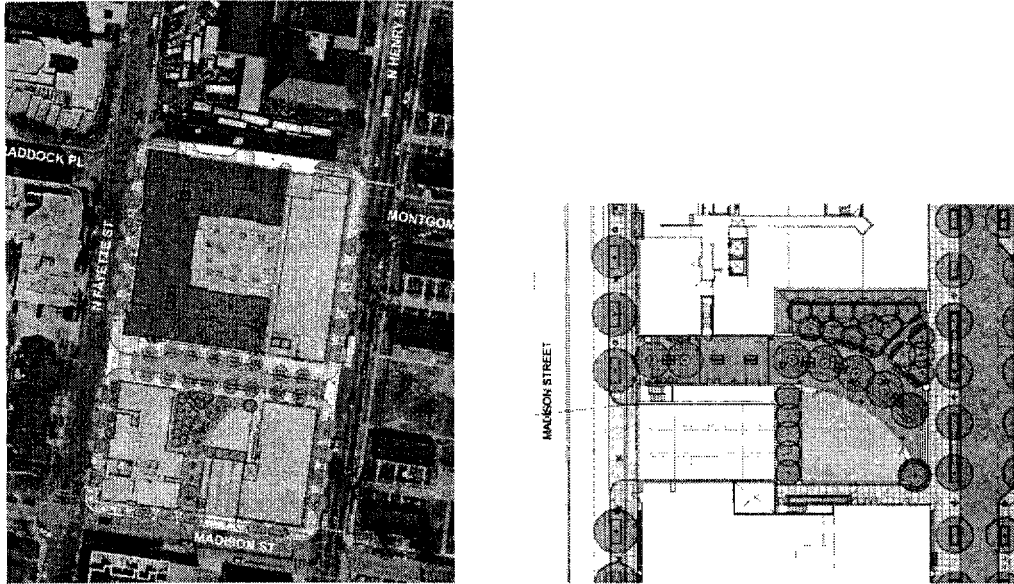 N HENRY ST
ADDOCK PL
MONTGOM
N FAYETTE ST
MADISON ST
MADISON STREET